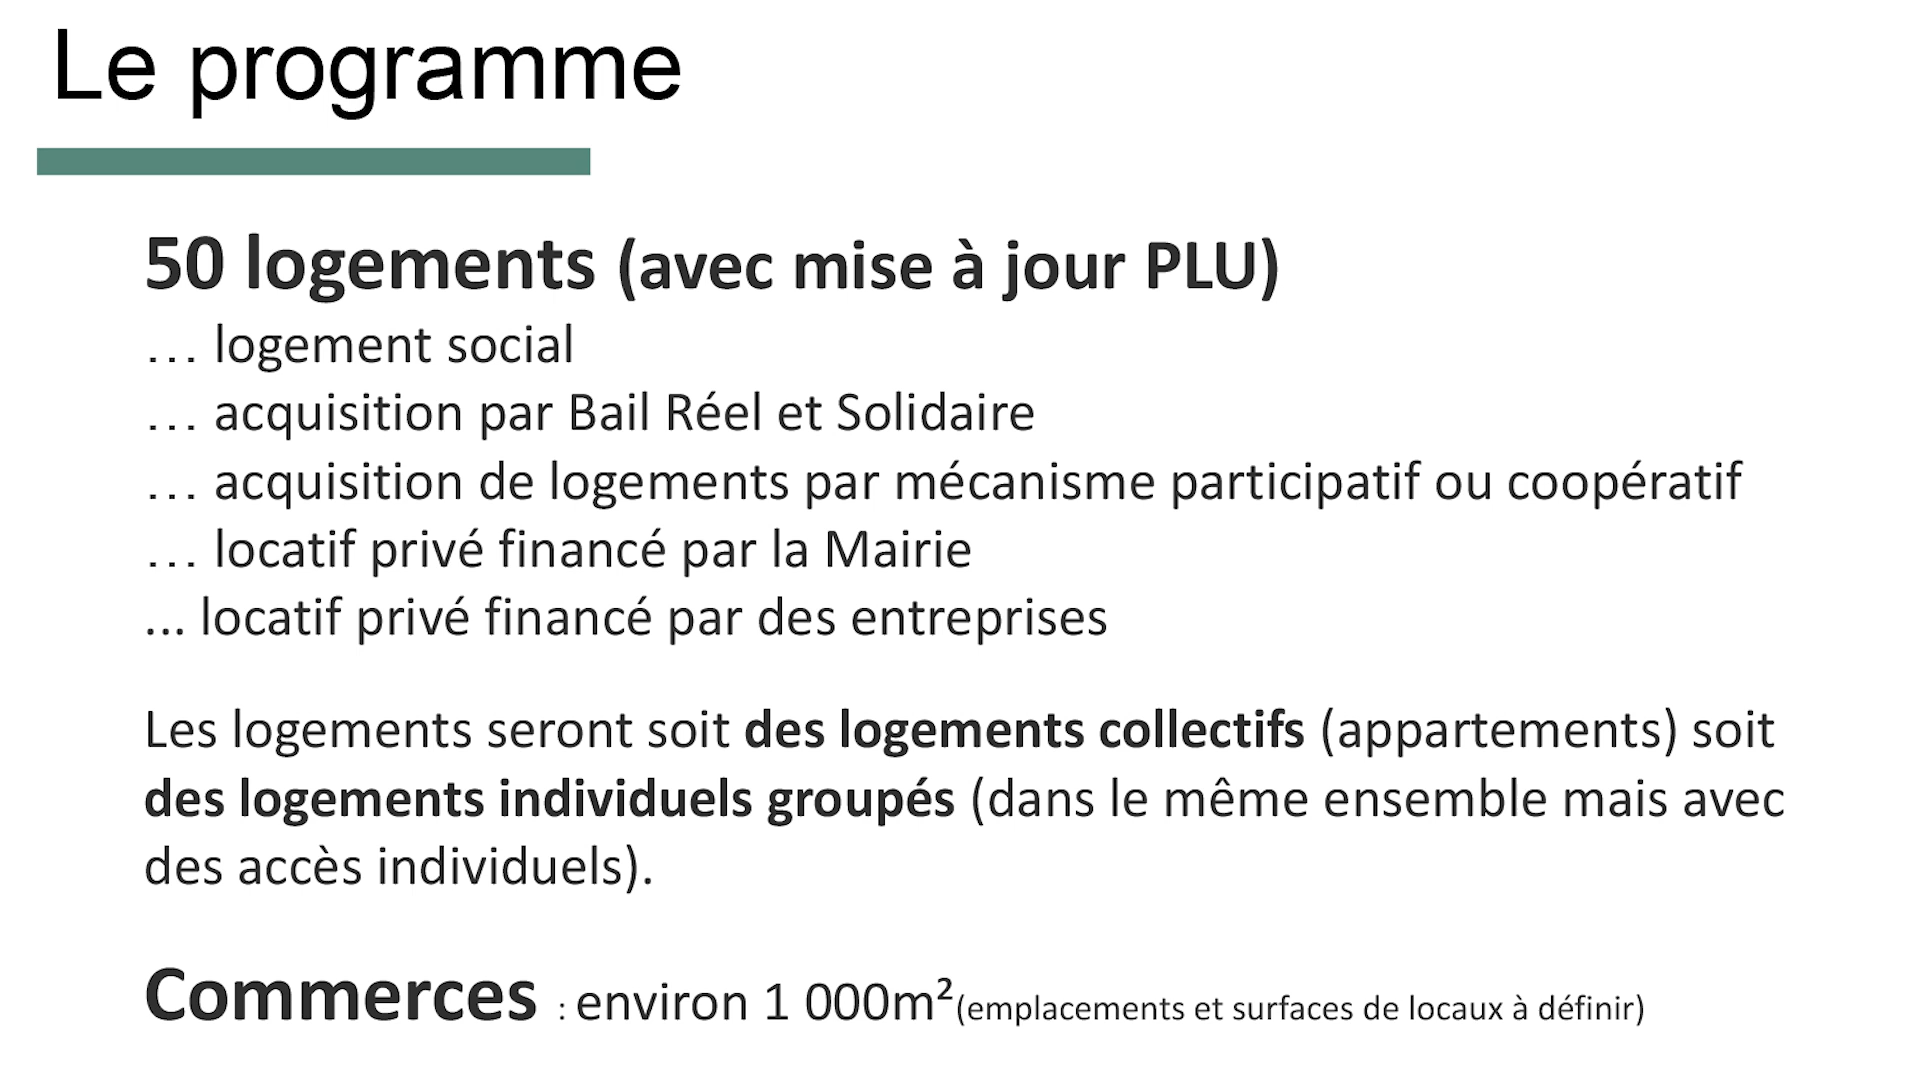 Le programme
50 logements (avec mise à jour PLU)
… logement social
… acquisition par Bail Réel et Solidaire
… acquisition de logements par mécanisme participatif ou coopératif
… locatif privé financé par la Mairie
... locatif privé financé par des entreprises
Les logements seront soit des logements collectifs (appartements) soit
des logements individuels groupés (dans le même ensemble mais avec
des accès individuels).
Commerces : environ 1 000m²(emplacements et surfaces de locaux à définir)